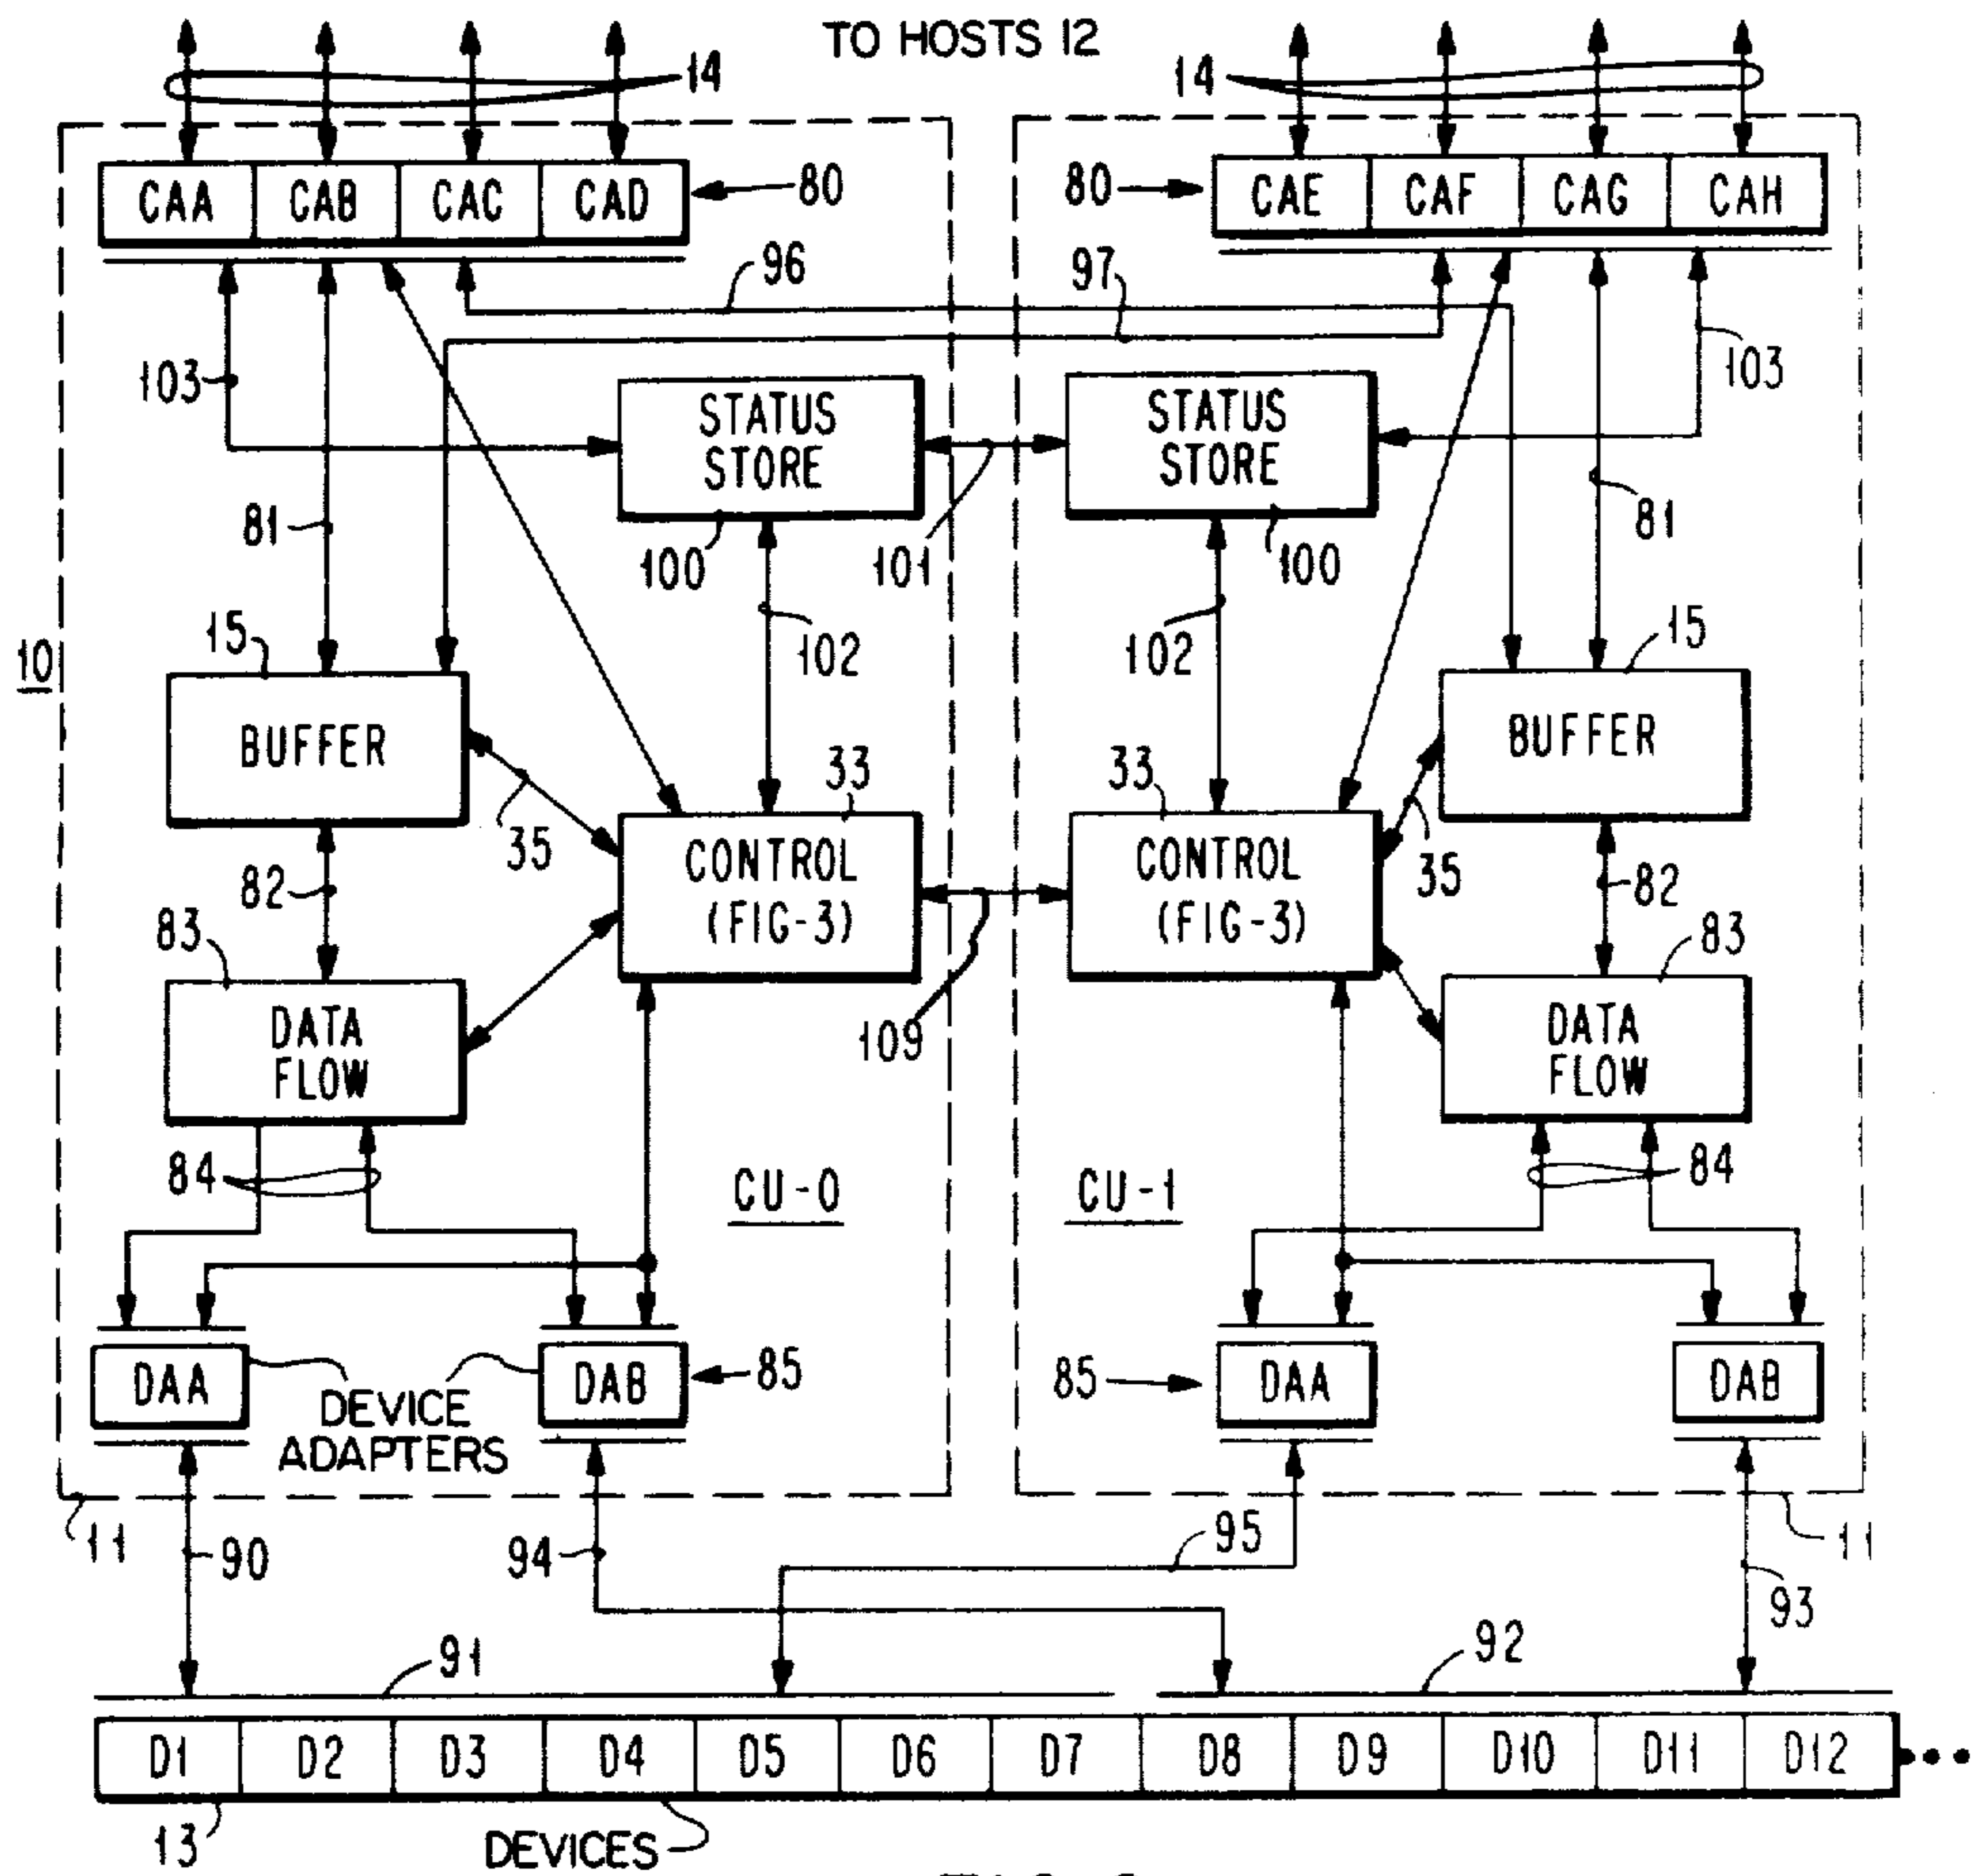 TO HOSTS 12
14
14
CAA CAB CAC CAD
80
80
CAE CAF CAG CAH
96
97
103
103
STATUS
STORE
STATUS
STORE
81
81
100
101
100
15
102
102
15
10
BUFFER
BUFFER
33
33
35
35
CONTROL
(FIG-3)
CONTROL
(FIG-3)
82
82
83
83
DATA
FLOW
DATA
FLOW
109
84
84
CU-0
CU-1
DAA
DAB
85
85
DAA
DAB
DEVICE
ADAPTERS
11
90
94
95
11
93
91
92
D1 D2 D3 D4 D5 D6 D7 D8 D9 D10 D11 D12
13
DEVICES